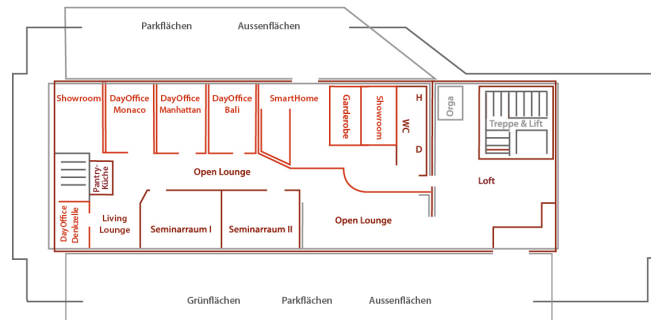 Parkflächen Aussenflächen
Showroom
DayOffice
Monaco
DayOffice
Manhattan
DayOffice
Bali
SmartHome
Garderobe
Showroom
WC
H
D
Orga
Treppe & Lift
Pantry-
Küche
Open Lounge
Loft
DayOffice
Denkzelle
Living
Lounge
Seminarraum I
Seminarraum II
Open Lounge
Grünflächen Parkflächen Aussenflächen